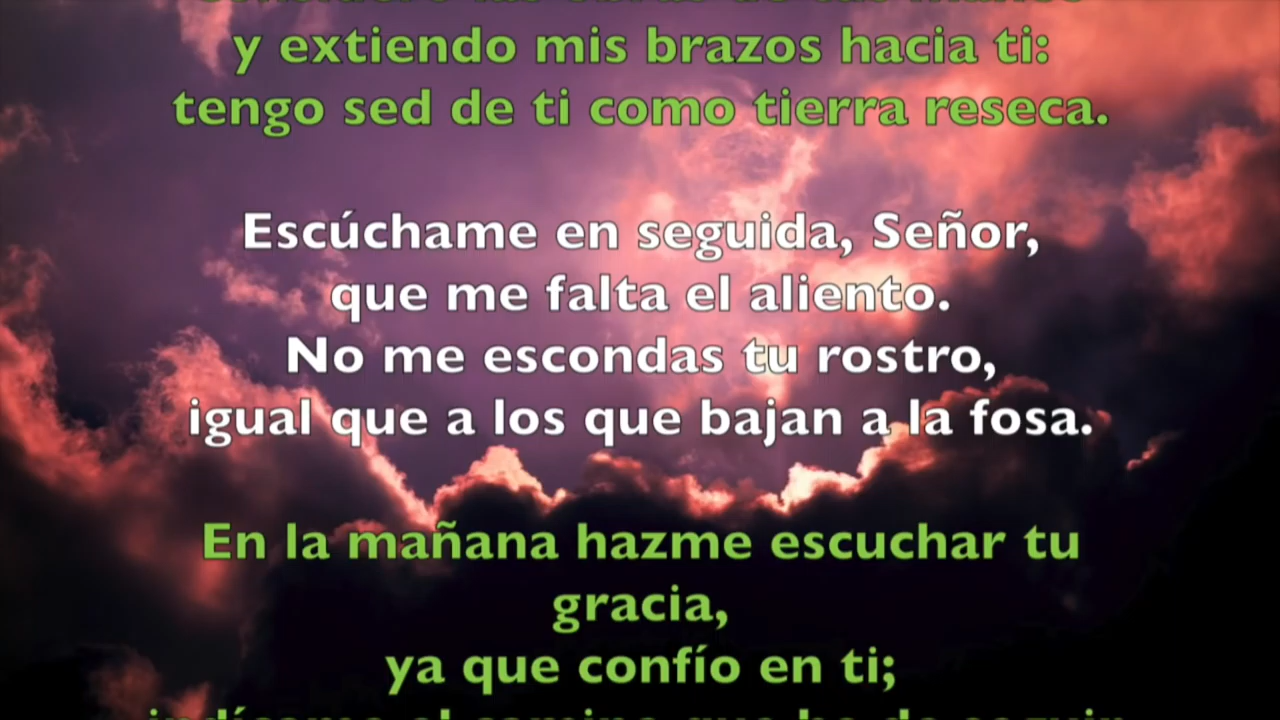 y extiendo mis brazos hacia ti:
tengo sed de ti como tierra reseca.
Escúchame en seguida, Señor,
que me falta el aliento.
No me escondas tu rostro,
igual que a los que bajan a la fosa.
En la mañana hazme escuchar tu
gracia,
ya que confío en ti;